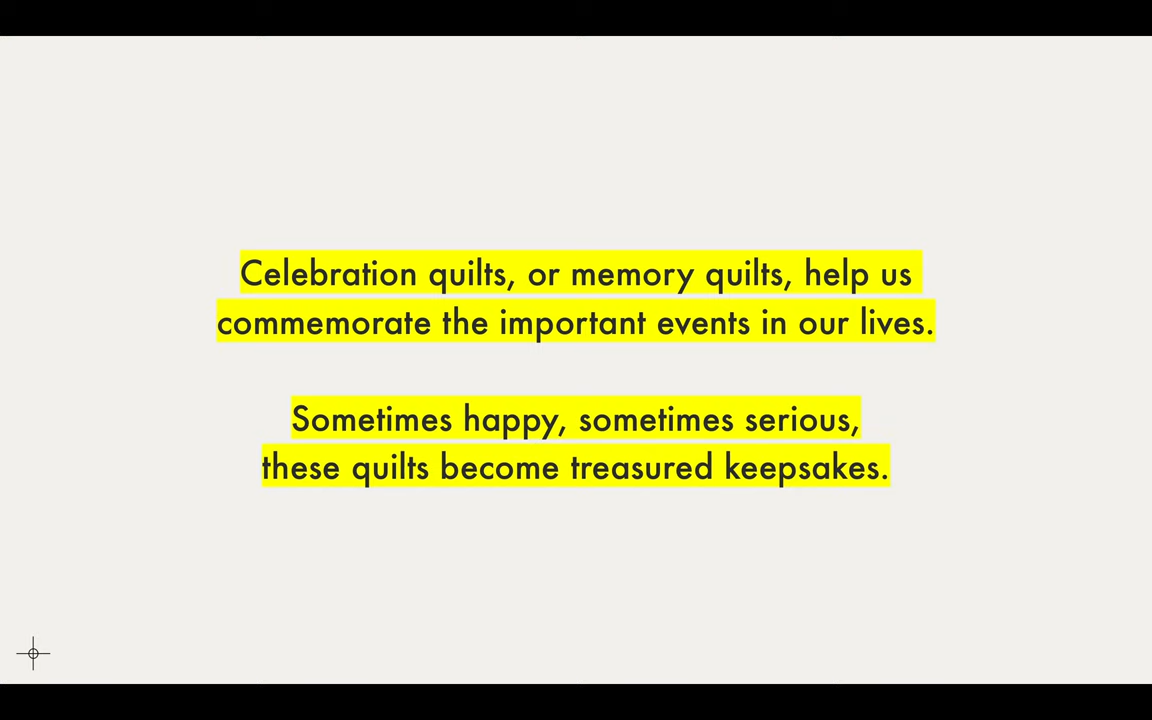 Celebration quilts, or memory quilts, help us
commemorate the important events in our lives.
Sometimes happy, sometimes serious,
these quilts become treasured keepsakes.